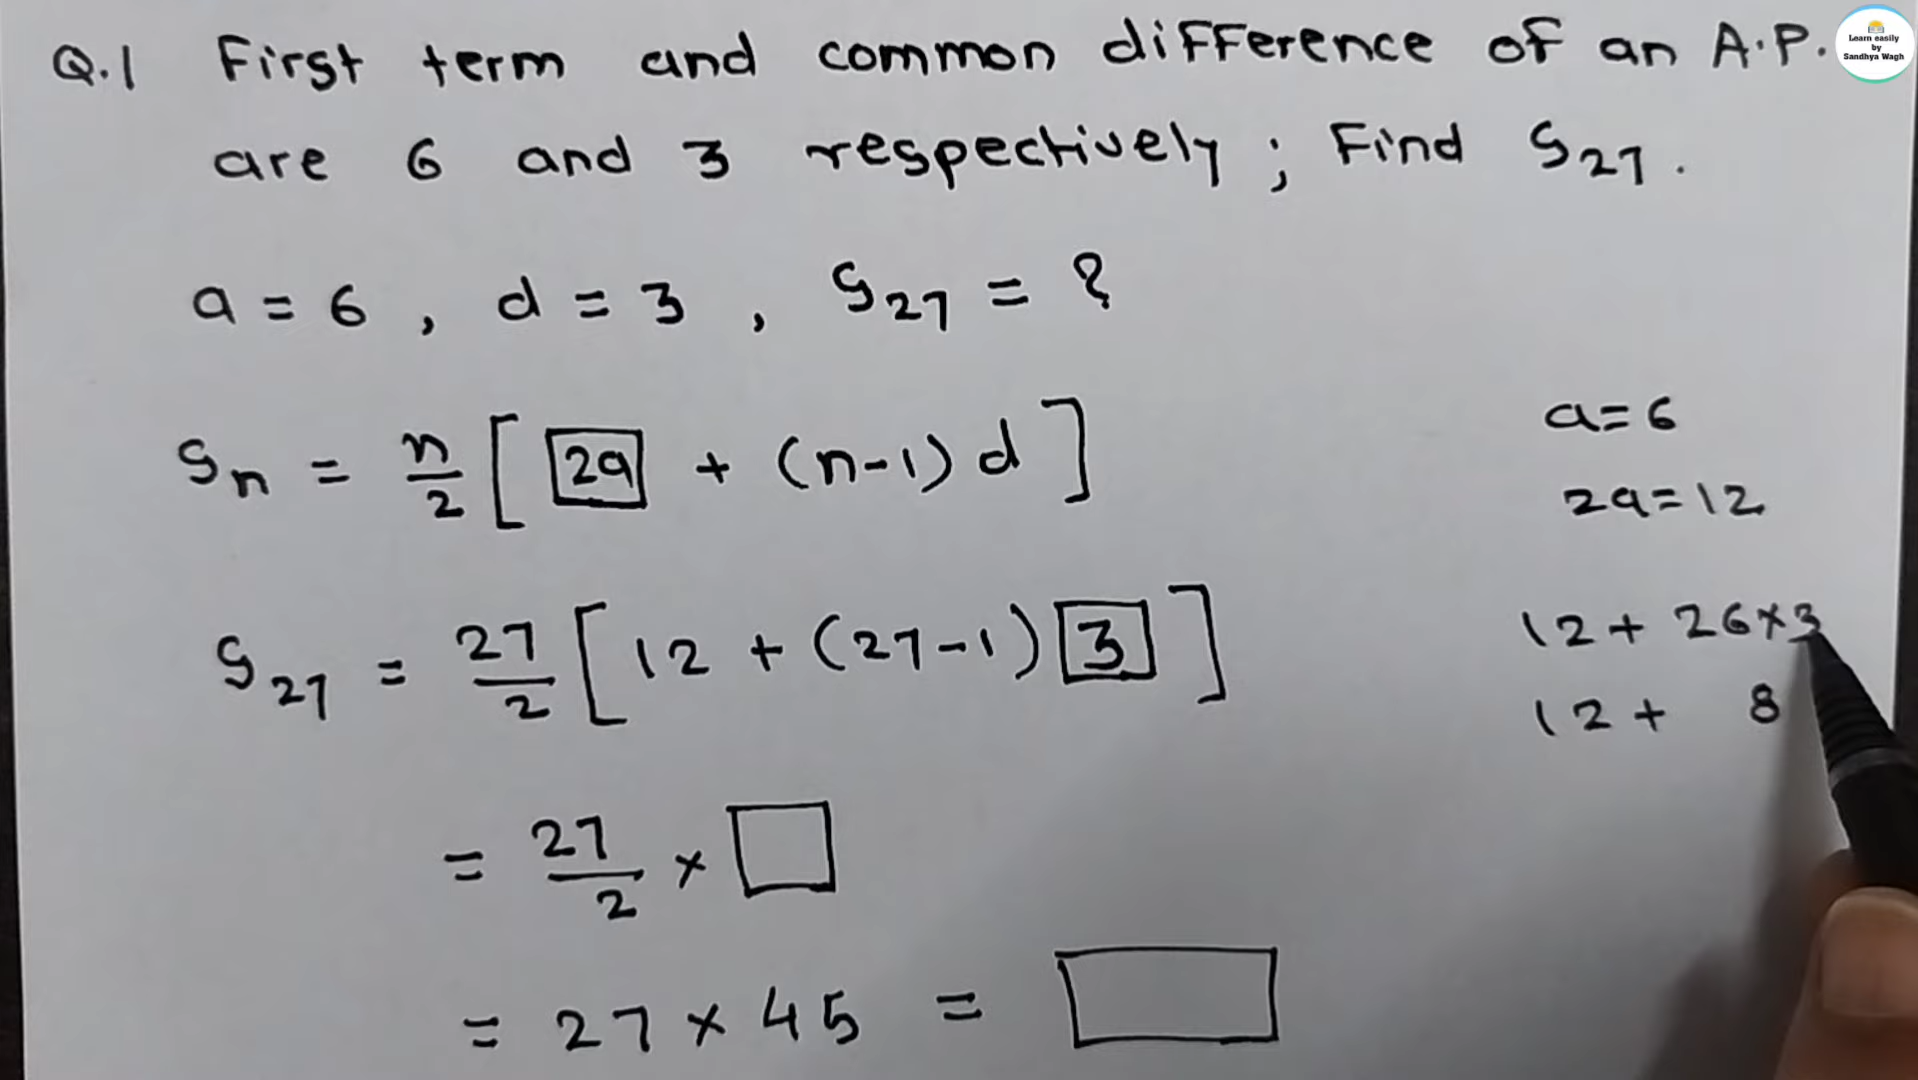 Q.1 First term and common difference of an A.P.
are 6 and 3 respectively; Find S27.
a = 6, d = 3, S27 = ?
Sn = n/2 [ 2a + (n-1) d ]
S27 = 27/2 [ 12 + (27-1) 3 ]
= 27/2 ×
= 27 × 45 =
a=6
2a=12
12 + 26×3
12 + 8
Learn easily
by
Sandhya Wagh